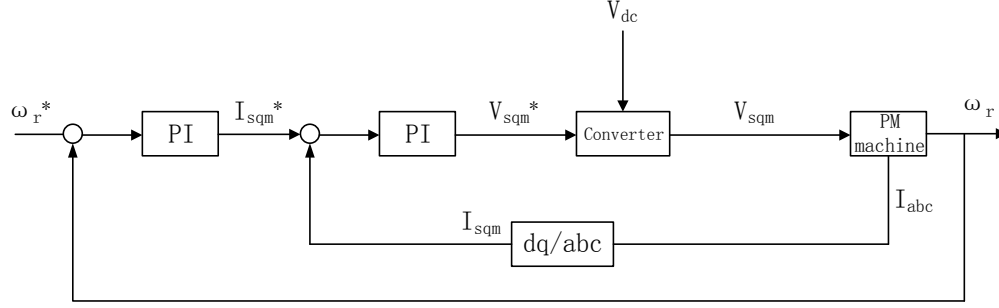 V_dc
ω_r*
PI
I_sqm*
PI
V_sqm*
Converter
V_sqm
PM
machine
ω_r
I_abc
I_sqm
dq/abc